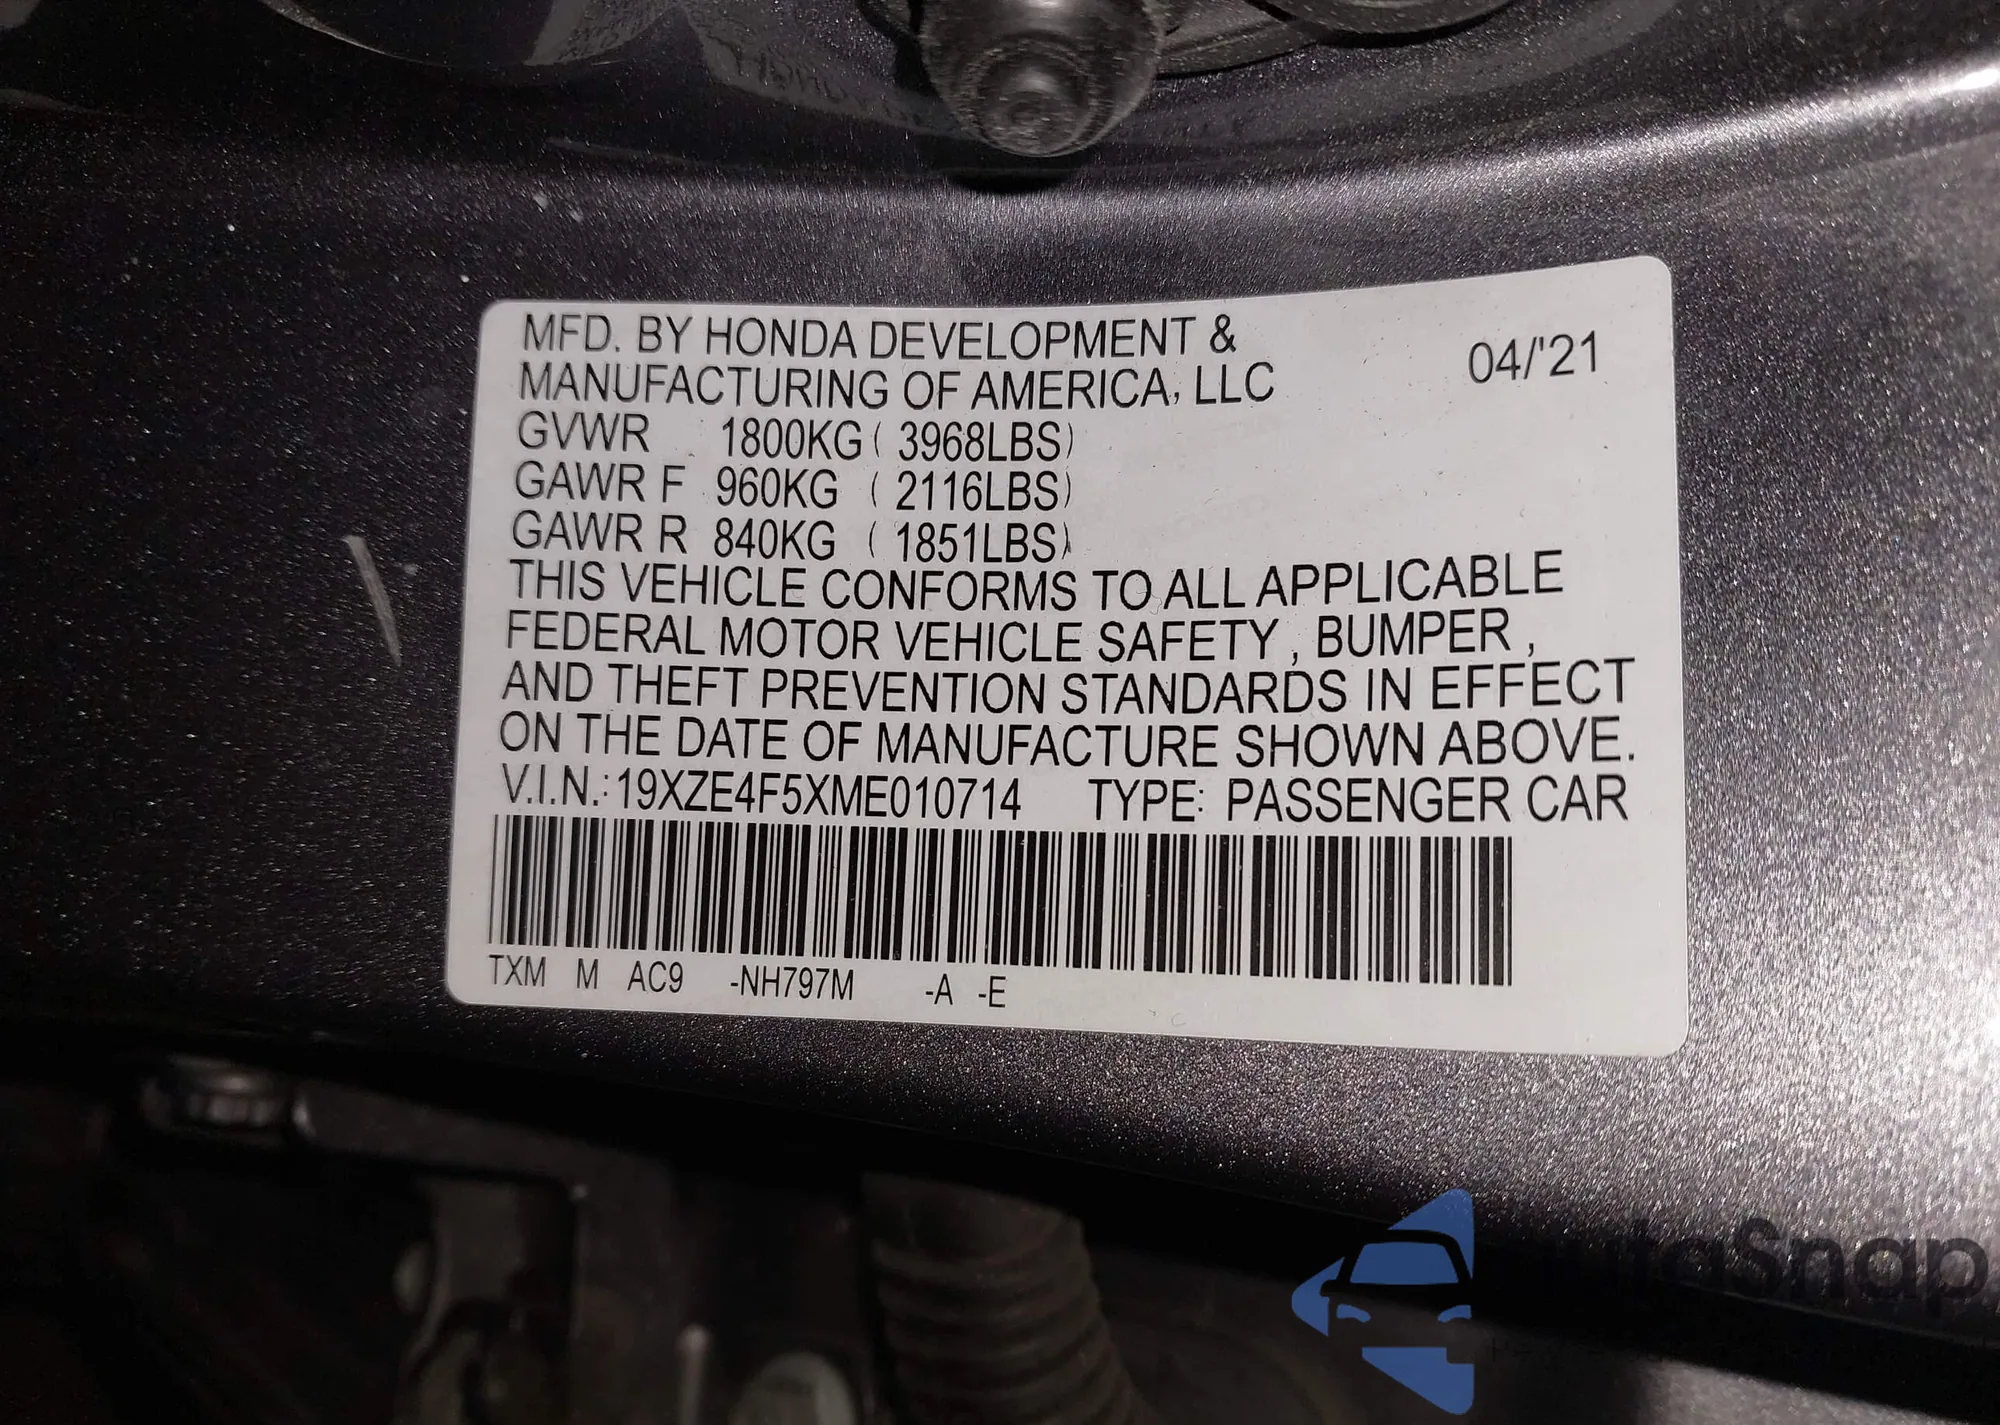 MFD. BY HONDA DEVELOPMENT &
MANUFACTURING OF AMERICA, LLC
04/'21
GVWR 1800KG ( 3968LBS)
GAWR F 960KG ( 2116LBS)
GAWR R 840KG ( 1851LBS)
THIS VEHICLE CONFORMS TO ALL APPLICABLE
FEDERAL MOTOR VEHICLE SAFETY , BUMPER ,
AND THEFT PREVENTION STANDARDS IN EFFECT
ON THE DATE OF MANUFACTURE SHOWN ABOVE.
V.I.N.: 19XZE4F5XME010714 TYPE: PASSENGER CAR
TXM M AC9 -NH797M -A -E
AutoSnap